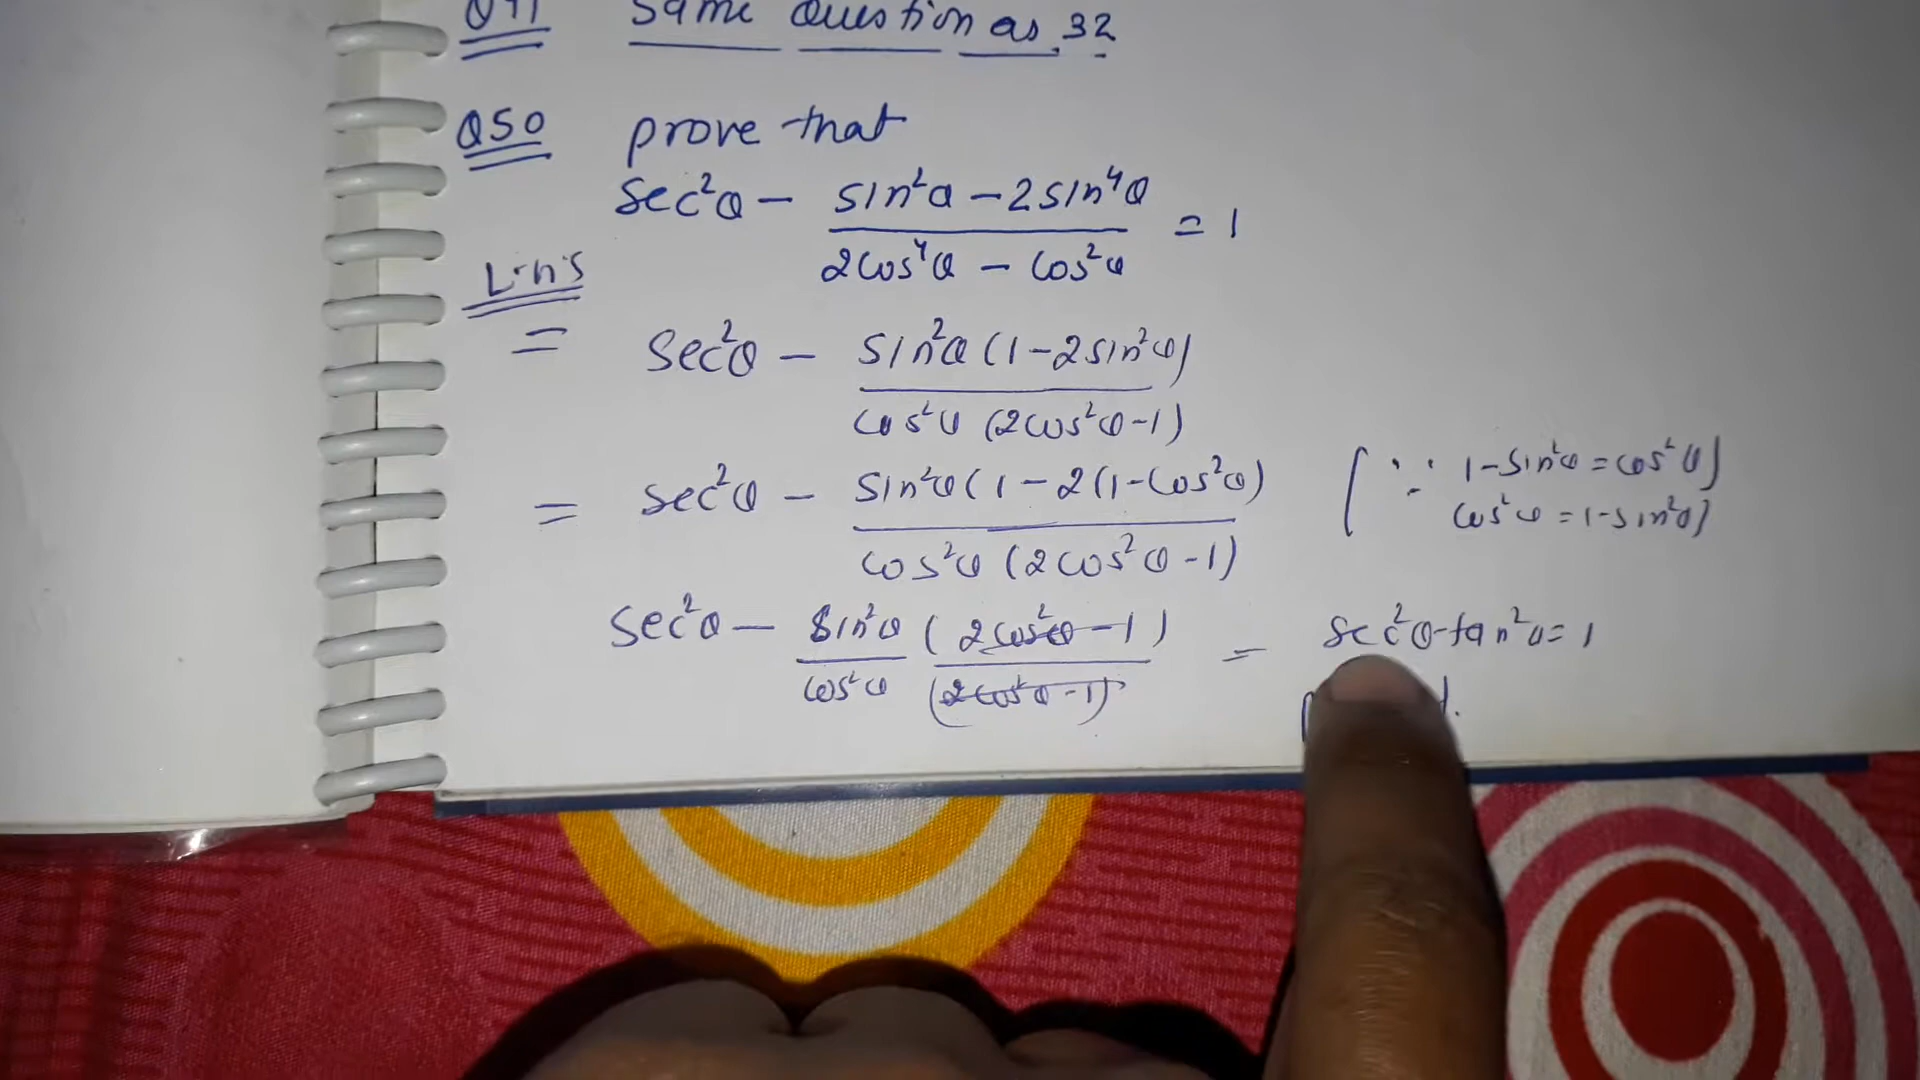 Same Question as 32
Q50 prove that
sec²θ - (sin²θ - 2sin⁴θ) / (2cos⁴θ - cos²θ) = 1
L.H.S
= sec²θ - sin²θ(1-2sin²θ) / cos²θ(2cos²θ-1)
= sec²θ - sin²θ(1-2(1-cos²θ) / cos²θ(2cos²θ-1) [∵ 1-sin²θ = cos²θ]
cos²θ = 1-sin²θ]
sec²θ - sin²θ/cos²θ (2cos²θ-1)/(2cos²θ-1) = sec²θ-tan²θ = 1